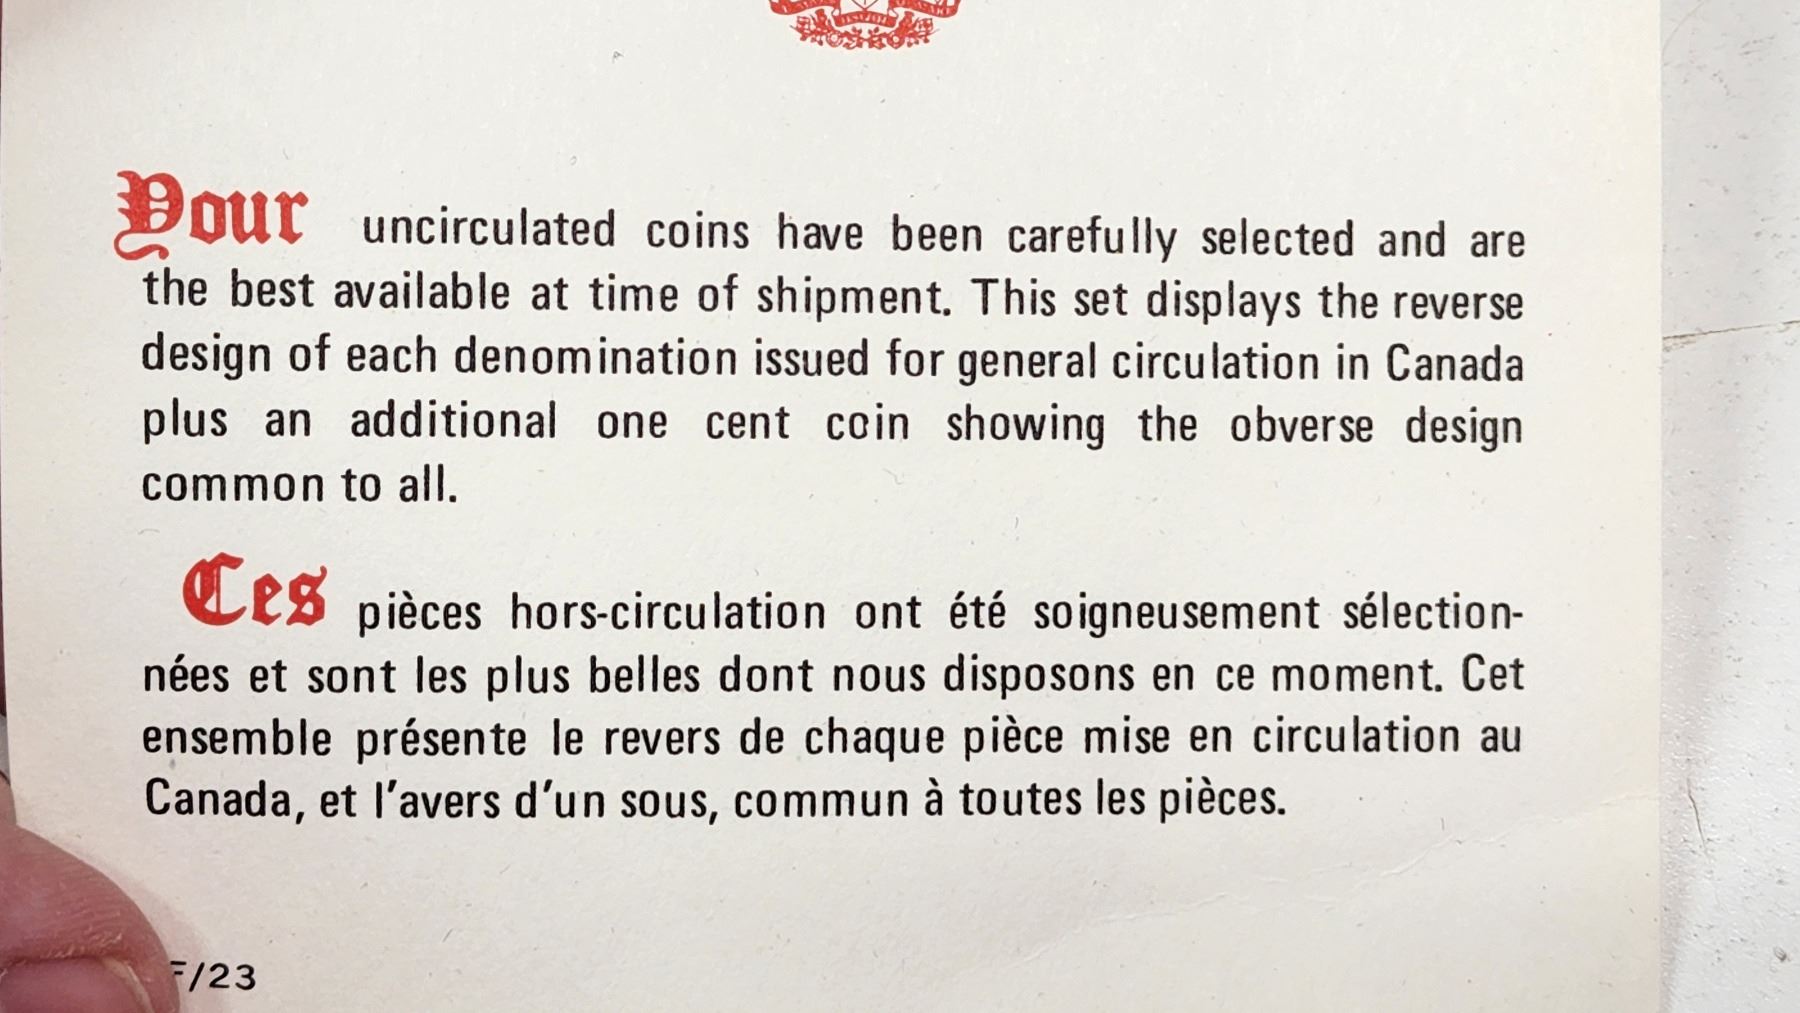 Your uncirculated coins have been carefully selected and are
the best available at time of shipment. This set displays the reverse
design of each denomination issued for general circulation in Canada
plus an additional one cent coin showing the obverse design
common to all.
Ces pièces hors-circulation ont été soigneusement sélection-
nées et sont les plus belles dont nous disposons en ce moment. Cet
ensemble présente le revers de chaque pièce mise en circulation au
Canada, et l'avers d'un sous, commun à toutes les pièces.
/23